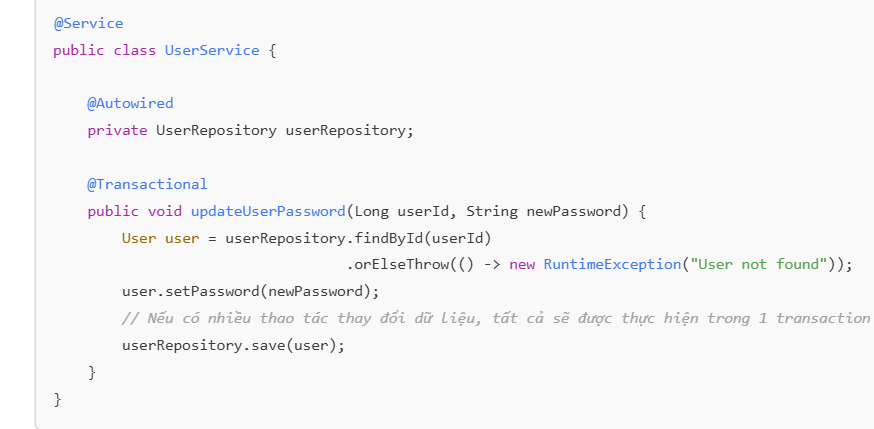 @Service
public class UserService {
@Autowired
private UserRepository userRepository;
@Transactional
public void updateUserPassword(Long userId, String newPassword) {
User user = userRepository.findById(userId)
.orElseThrow(() -> new RuntimeException("User not found"));
user.setPassword(newPassword);
// Nếu có nhiều thao tác thay đổi dữ liệu, tất cả sẽ được thực hiện trong 1 transaction
userRepository.save(user);
}
}